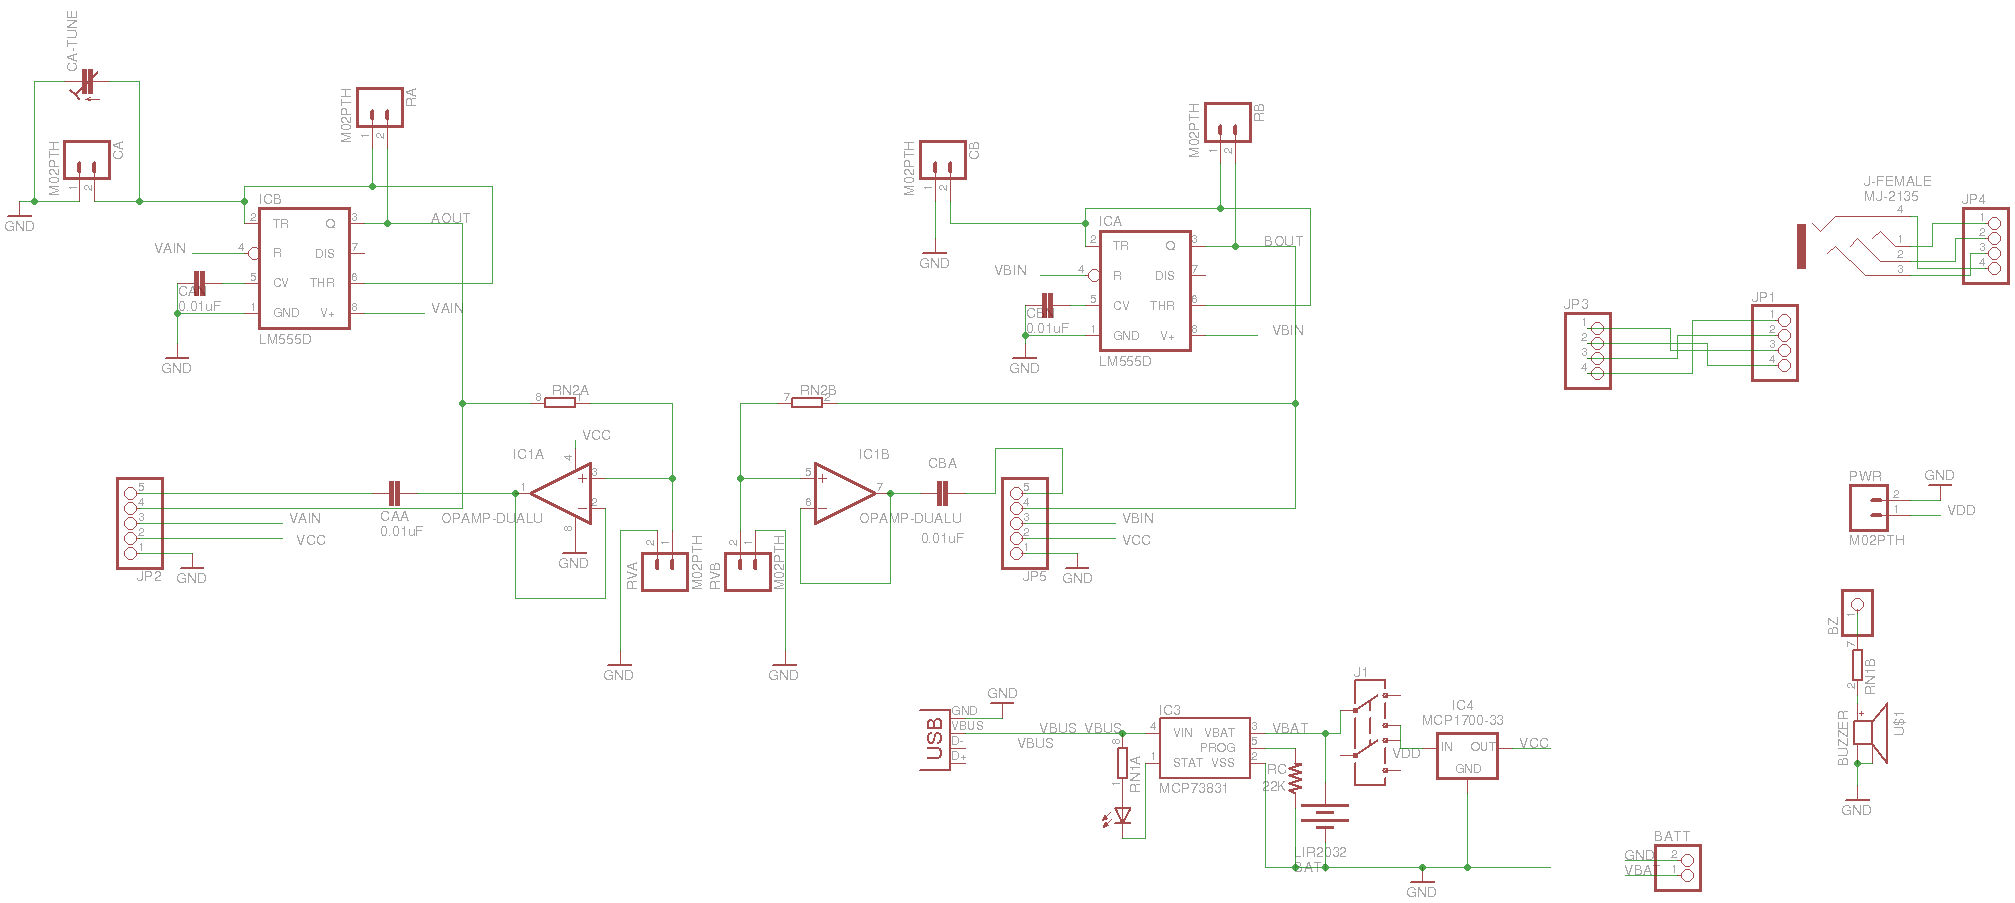 CA-TUNE
M02PTH
CA
1
2
GND
M02PTH
RA
1
2
ICB
2
TR
Q
3
AOUT
VAIN
4
R
DIS
7
5
CV
THR
6
0.01uF
1
GND
V+
8
VAIN
LM555D
GND
M02PTH
CB
1
2
GND
M02PTH
RB
1
2
ICA
2
TR
Q
3
BOUT
VBIN
4
R
DIS
7
5
CV
THR
6
0.01uF
1
GND
V+
8
VBIN
LM555D
GND
J-FEMALE
MJ-2135
4
1
2
3
JP4
1
2
3
4
JP3
1
2
3
4
JP1
1
2
3
4
RN2A
8
1
RN2B
7
2
IC1A
VCC
4
3
1
2
8
OPAMP-DUALU
GND
IC1B
5
7
6
OPAMP-DUALU
CBA
0.01uF
5
4
3
2
1
VAIN
VCC
JP2
GND
CAA
0.01uF
RVA
2
1
M02PTH
GND
RVB
2
1
M02PTH
GND
5
4
3
2
1
VBIN
VCC
JP5
GND
PWR
2
1
GND
VDD
M02PTH
BZ
1
7
RN1B
2
BUZZER
U$1
GND
USB
GND
VBUS
D-
D+
GND
VBUS
VBUS
VBUS
8
RN1A
1
IC3
4
VIN
VBAT
3
PROG
5
1
STAT
VSS
2
MCP73831
VBAT
RC
22K
LIR2032
BAT
J1
VDD
IC4
MCP1700-33
IN
OUT
GND
VCC
GND
BATT
GND
2
VBAT
1